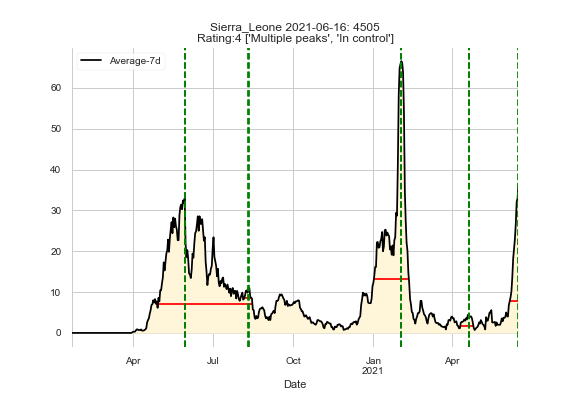 Sierra_Leone 2021-06-16: 4505
Rating:4 ['Multiple peaks', 'In control']
Average-7d
60
50
40
30
20
10
0
Apr Jul Oct Jan Apr
2021
Date